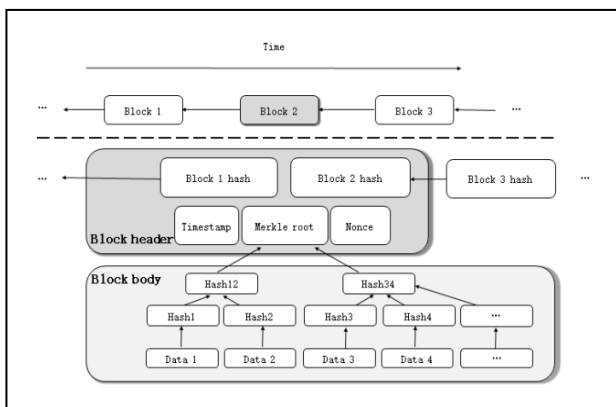 Time
... Block 1 Block 2 Block 3 ...
... Block 1 hash Block 2 hash Block 3 hash ...
Timestamp Merkle root Nonce
Block header
Block body
Hash12 Hash34
Hash1 Hash2 Hash3 Hash4 ...
Data 1 Data 2 Data 3 Data 4 ...